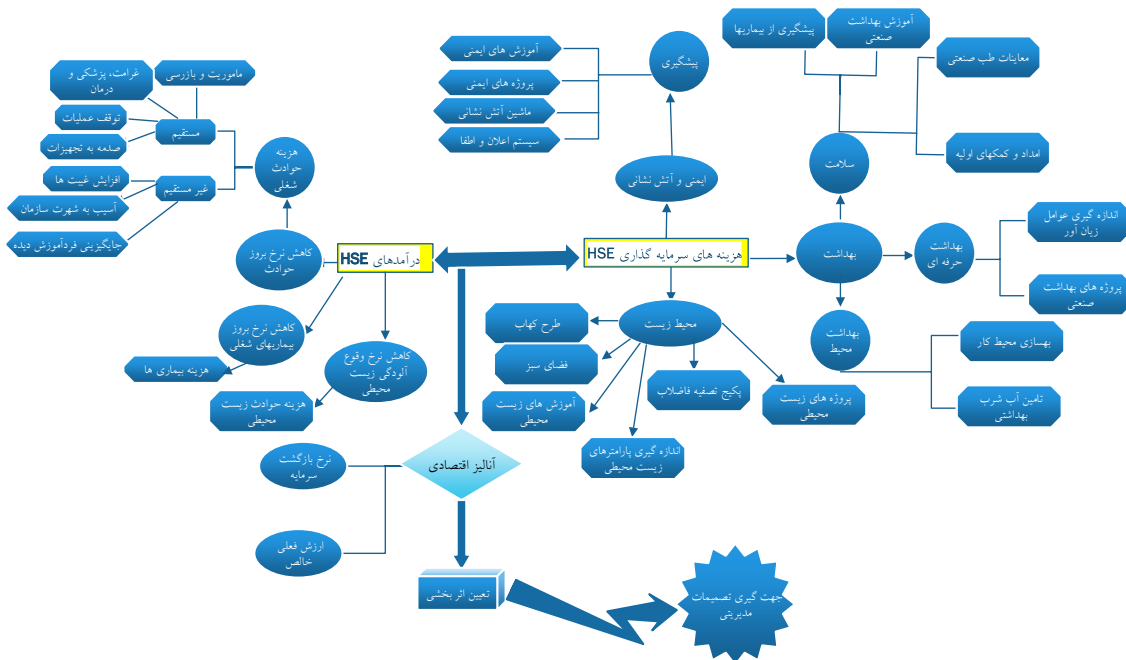 پیشگیری از بیماریها
آموزش بهداشت
صنعتی
معاینات طب صنعتی
امداد و کمکهای اولیه
سلامت
اندازه گیری عوامل
زیان آور
بهداشت
حرفه ای
پروژه های بهداشت
صنعتی
بهداشت
بهداشت
محیط
بهسازی محیط کار
تامین آب شرب
بهداشتی
پیشگیری
آموزش های ایمنی
پروژه های ایمنی
ماشین آتش نشانی
سیستم اعلان و اطفا
ایمنی و آتش نشانی
هزینه های سرمایه گذاری HSE
محیط زیست
طرح کهاب
فضای سبز
آموزش های زیست
محیطی
اندازه گیری پارامترهای
زیست محیطی
پکیج تصفیه فاضلاب
پروژه های زیست
محیطی
درآمدهای HSE
ماموریت و بازرسی
غرامت، پزشکی و
درمان
توقف عملیات
صدمه به تجهیزات
مستقیم
هزینه
حوادث
شغلی
غیر مستقیم
افزایش غیبت ها
آسیب به شهرت سازمان
جایگیزینی فردآموزش دیده
کاهش نرخ بروز
حوادث
کاهش نرخ بروز
بیماریهای شغلی
هزینه بیماری ها
کاهش نرخ وقوع
آلودگی زیست
محیطی
هزینه حوادث زیست
محیطی
آنالیز اقتصادی
نرخ بازگشت
سرمایه
ارزش فعلی
خالص
تعیین اثر بخشی
جهت گیری تصمیمات
مدیریتی